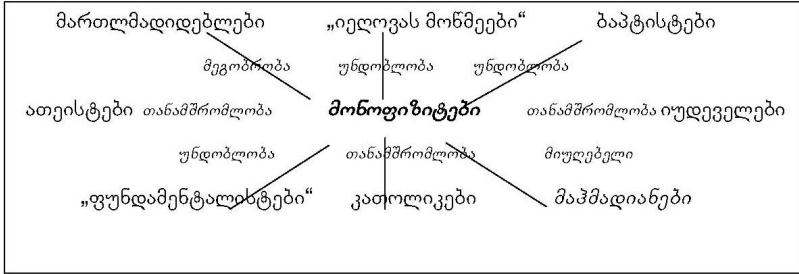 მართლმადიდებლები „იეღოვას მოწმეები“ ბაპტისტები
მეგობრობა უნდობლობა უნდობლობა
ათეისტები თანამშრომლობა მონოფიზიტები თანამშრომლობა იუდეველები
უნდობლობა თანამშრომლობა მიუღებელი
„ფუნდამენტალისტები“ კათოლიკები მაჰმადიანები